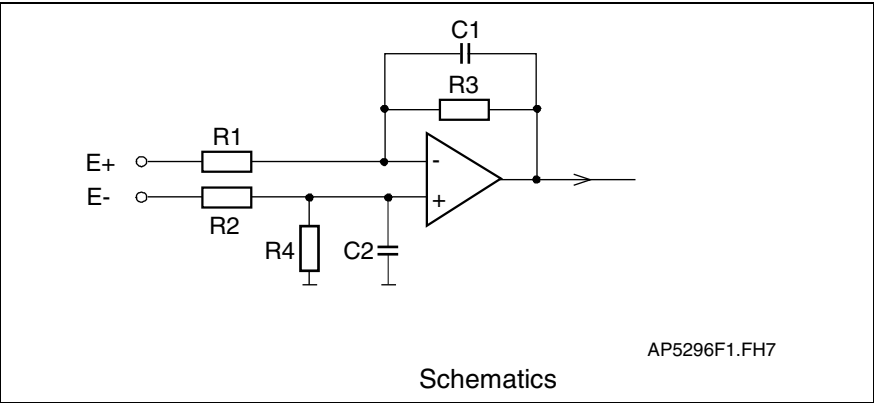 C1
R3
R1
E+
-
E-
+
R2
R4
C2
AP5296F1.FH7
Schematics